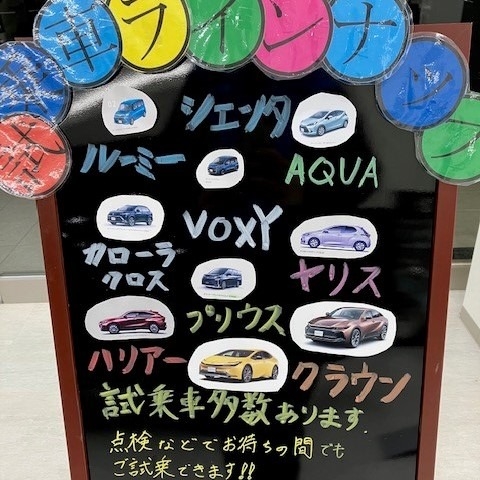 試乗車ラインナップ
シエンタ
ルーミー
AQUA
VOXY
カローラ
クロス
ヤリス
プリウス
ハリアー
クラウン
試乗車多数あります
点検などでお待ちの間でも
ご試乗できます!!